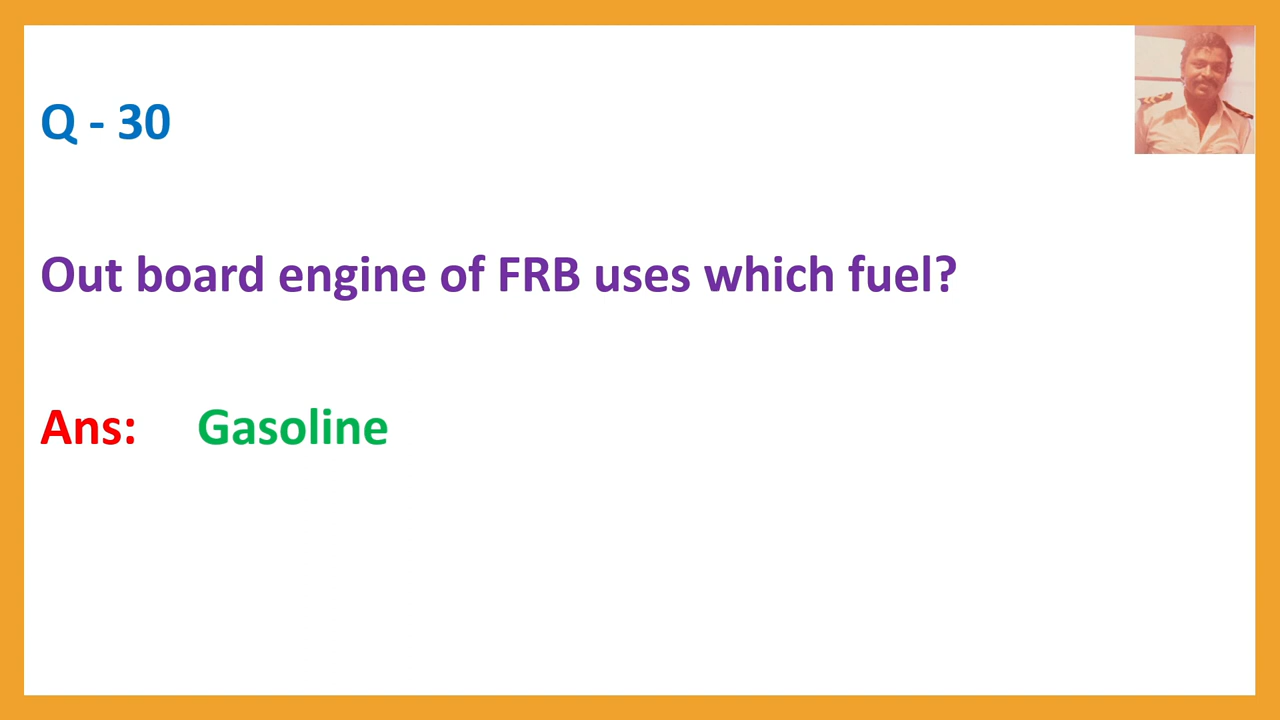 Q - 30
Out board engine of FRB uses which fuel?
Ans: Gasoline